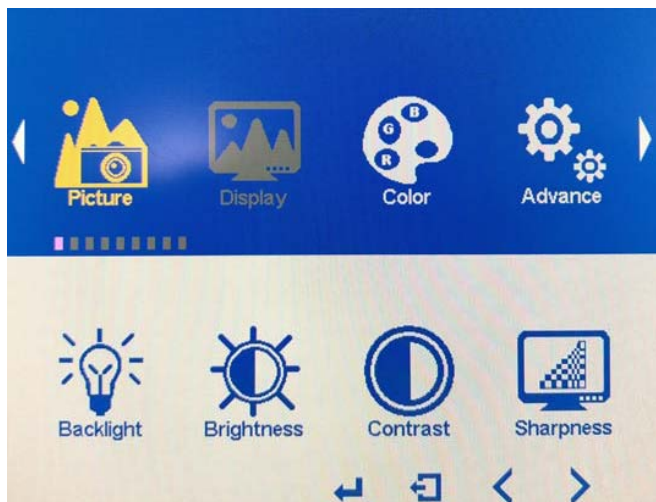 Picture Display Color Advance
B
G
R
Backlight Brightness Contrast Sharpness